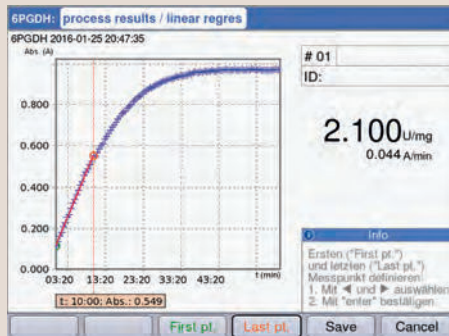 6PGDH: process results / linear regres
6PGDH 2016-01-25 20:47:35
Abs. (A)
0.800
0.600
0.400
0.200
0.000
03:20 13:20 23:20 33:20 43:20 t (min)
t: 10:00; Abs.: 0.549
# 01
ID:
2.100 U/mg
0.044 A/min
Info
Ersten ("First pt.")
und letzten ("Last pt.")
Messpunkt definieren:
1. Mit ◀ und ▶ auswählen
2. Mit "enter" bestätigen.
First pt. Last pt. Save Cancel